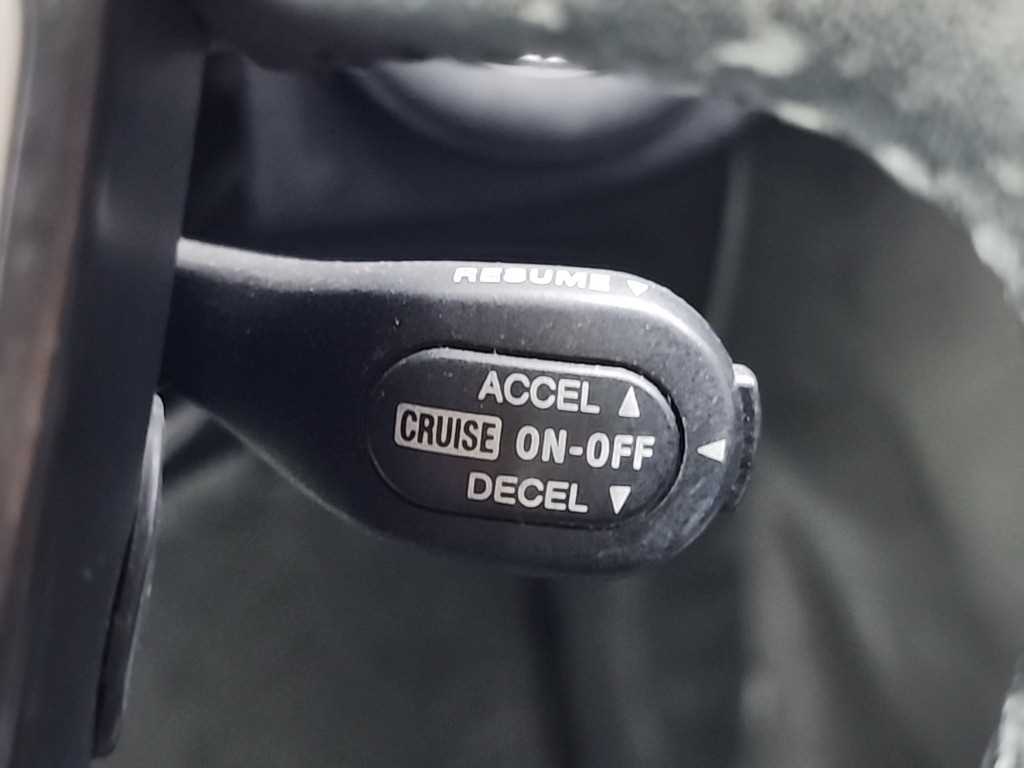 RESUME ▼
ACCEL ▲
CRUISE ON-OFF ◀
DECEL ▼